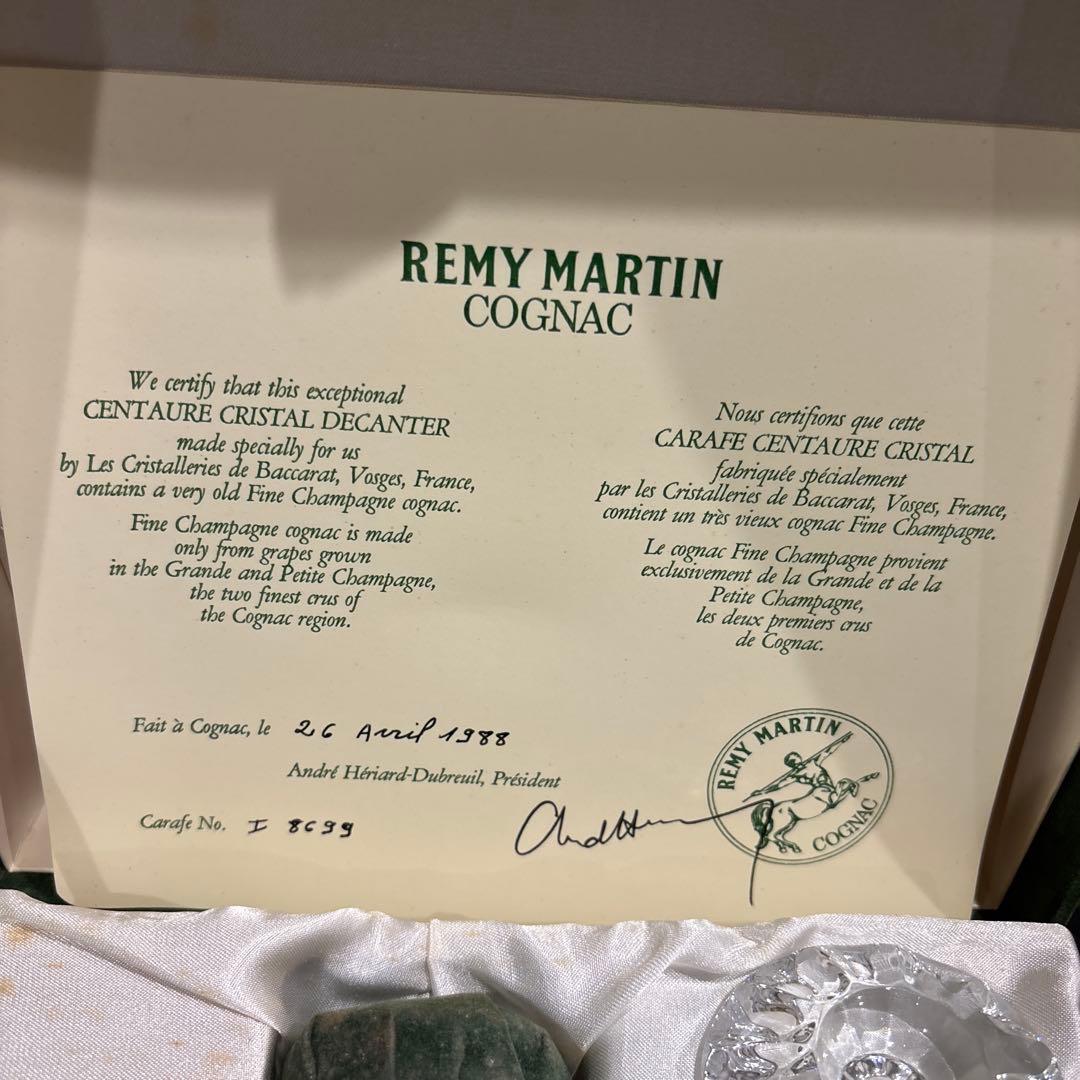 REMY MARTIN
COGNAC
We certify that this exceptional
CENTAURE CRISTAL DECANTER
made specially for us
by Les Cristalleries de Baccarat, Vosges, France,
contains a very old Fine Champagne cognac.
Fine Champagne cognac is made
only from grapes grown
in the Grande and Petite Champagne,
the two finest crus of
the Cognac region.
Nous certifions que cette
CARAFE CENTAURE CRISTAL
fabriquée spécialement
par les Cristalleries de Baccarat, Vosges, France,
contient un très vieux cognac Fine Champagne.
Le cognac Fine Champagne provient
exclusivement de la Grande et de la
Petite Champagne,
les deux premiers crus
de Cognac.
Fait à Cognac, le 26 Avril 1988
André Hériard-Dubreuil, Président
Carafe No. I 8699
REMY MARTIN
COGNAC